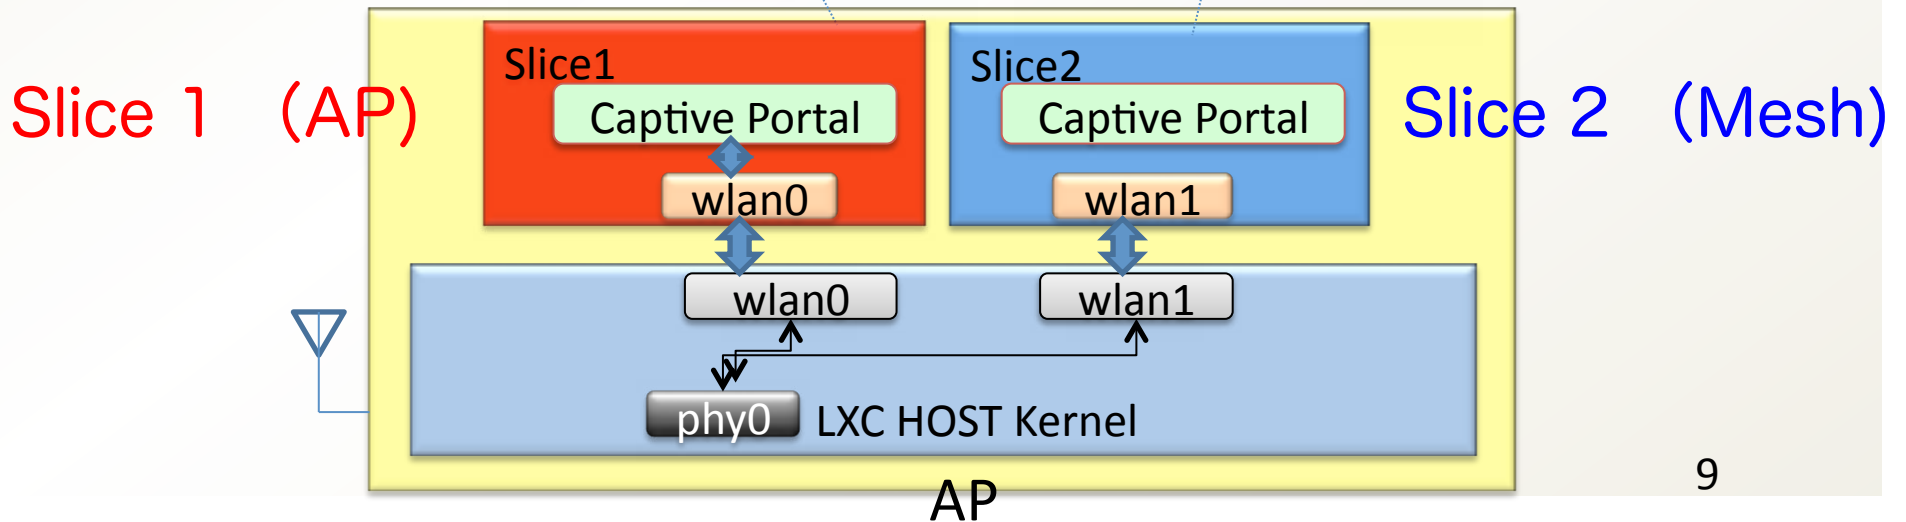 Slice1
Slice2
Slice 1 (AP)
Captive Portal
Captive Portal
Slice 2 (Mesh)
wlan0
wlan1
wlan0
wlan1
phy0
LXC HOST Kernel
9
AP